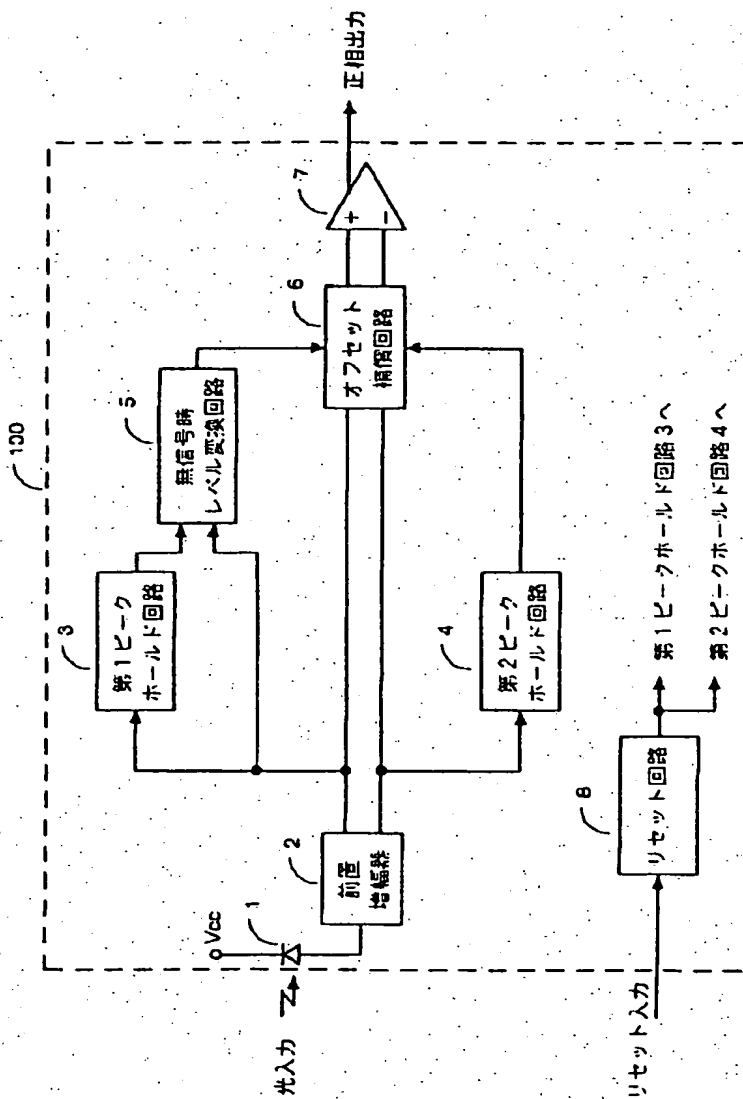 100
光入力
Vcc
1
前置
増幅器
2
第1ピーク
ホールド回路
3
無信号時
レベル変換回路
5
オフセット
補償回路
6
+
−
7
正相出力
第2ピーク
ホールド回路
4
リセット入力
リセット回路
8
第1ピークホールド回路3へ
第2ピークホールド回路4へ